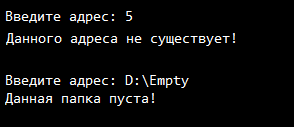 Введите адрес: 5
Данного адреса не существует!
Введите адрес: D:\Empty
Данная папка пуста!